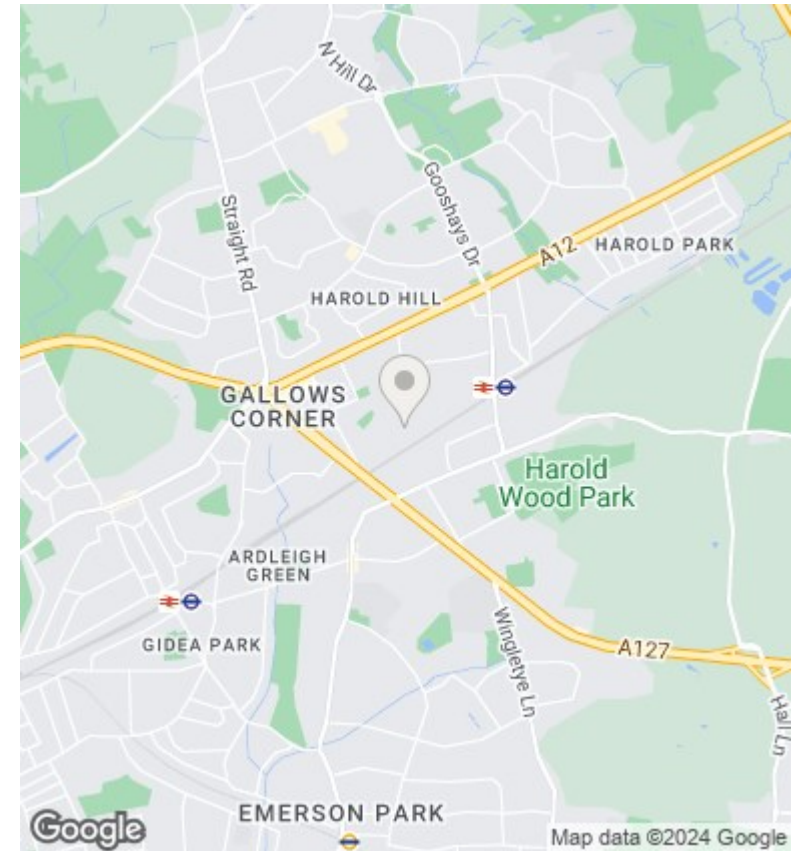 N Hill Dr
Straight Rd
Gooshays Dr
A12
HAROLD PARK
HAROLD HILL
GALLOWS
CORNER
Harold
Wood Park
ARDLEIGH
GREEN
GIDEA PARK
Wingletye Ln
A127
Hall Ln
EMERSON PARK
Google
Map data ©2024 Google